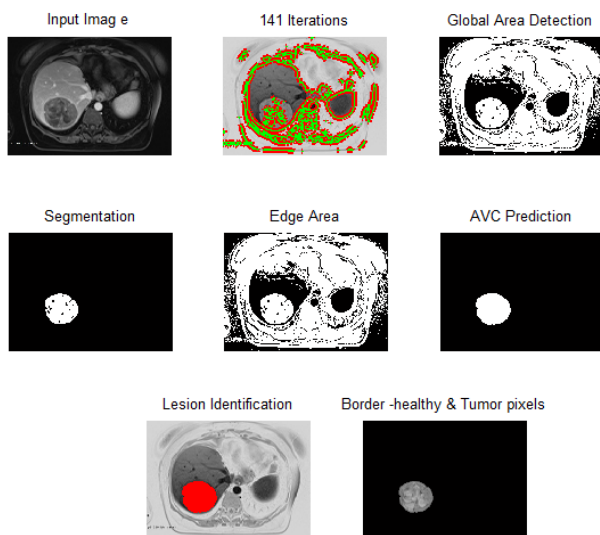 Input Imag e
141 Iterations
Global Area Detection
Segmentation
Edge Area
AVC Prediction
Lesion Identification
Border -healthy & Tumor pixels